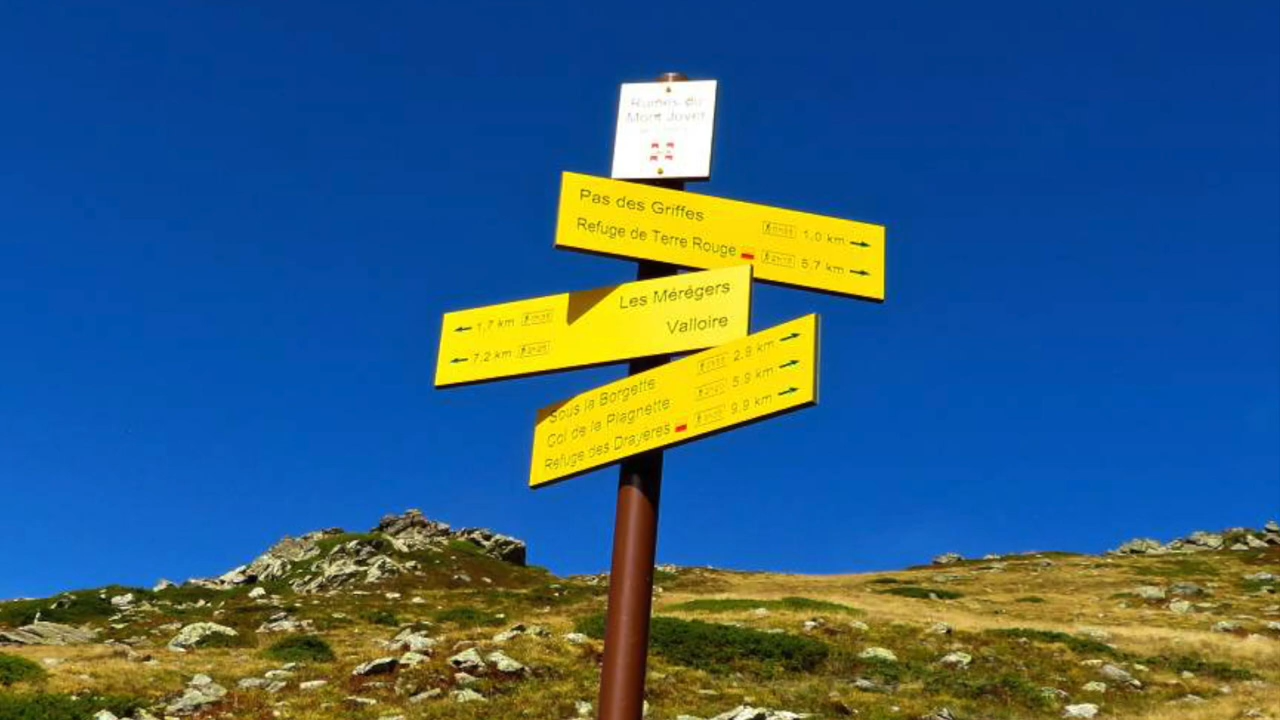 Ruines du
Mont Jovet
Pas des Griffes 1,0 km
Refuge de Terre Rouge 5,7 km
Les Mérégers
1,7 km
Valloire
7,2 km
Sous la Borgette 2,9 km
Col de la Plagnette 5,9 km
Refuge des Drayères 9,9 km